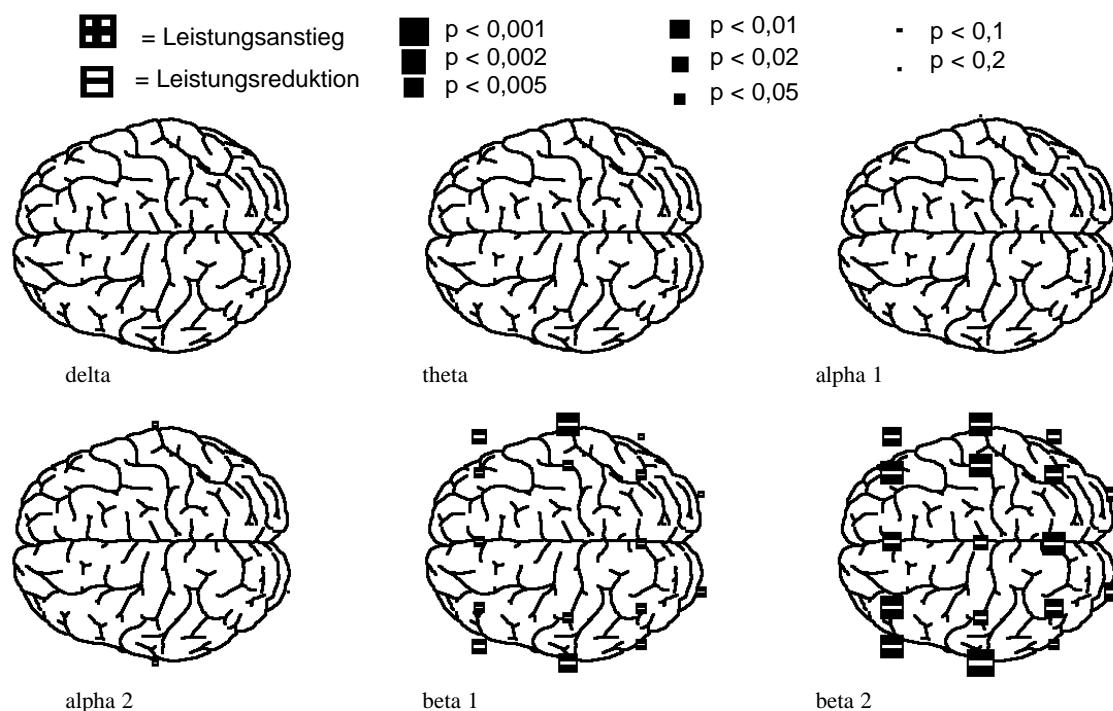 = Leistungsanstieg
= Leistungsreduktion
p < 0,001
p < 0,002
p < 0,005
p < 0,01
p < 0,02
p < 0,05
p < 0,1
p < 0,2
delta
theta
alpha 1
alpha 2
beta 1
beta 2